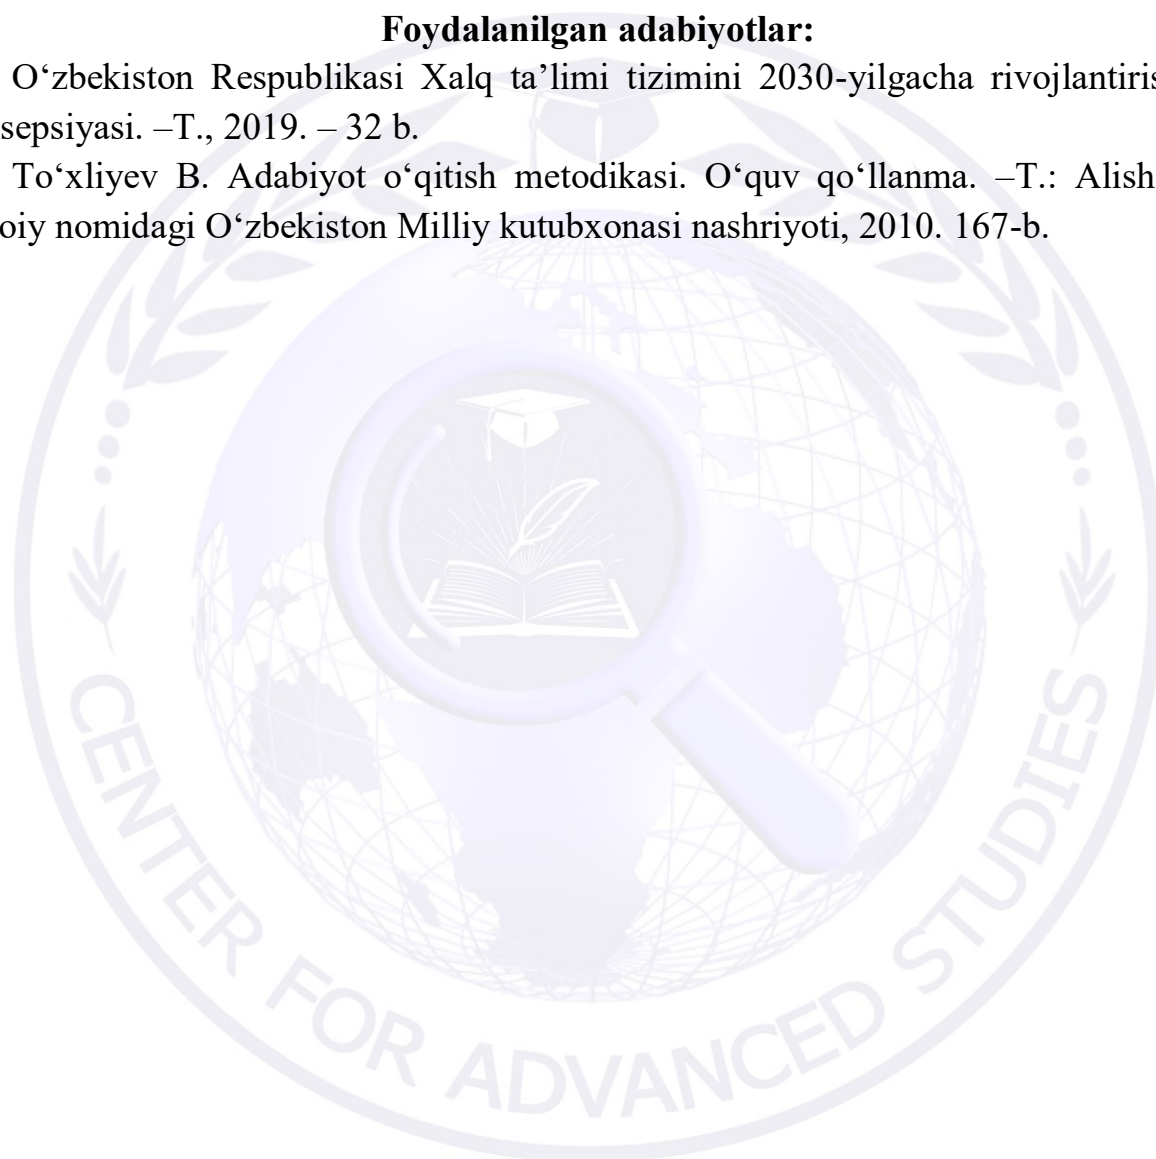 Foydalanilgan adabiyotlar:
O‘zbekiston Respublikasi Xalq ta’limi tizimini 2030-yilgacha rivojlantiris
sepsiyasi. –T., 2019. – 32 b.
To‘xliyev B. Adabiyot o‘qitish metodikasi. O‘quv qo‘llanma. –T.: Alish
oiy nomidagi O‘zbekiston Milliy kutubxonasi nashriyoti, 2010. 167-b.
CENTER FOR ADVANCED STUDIES